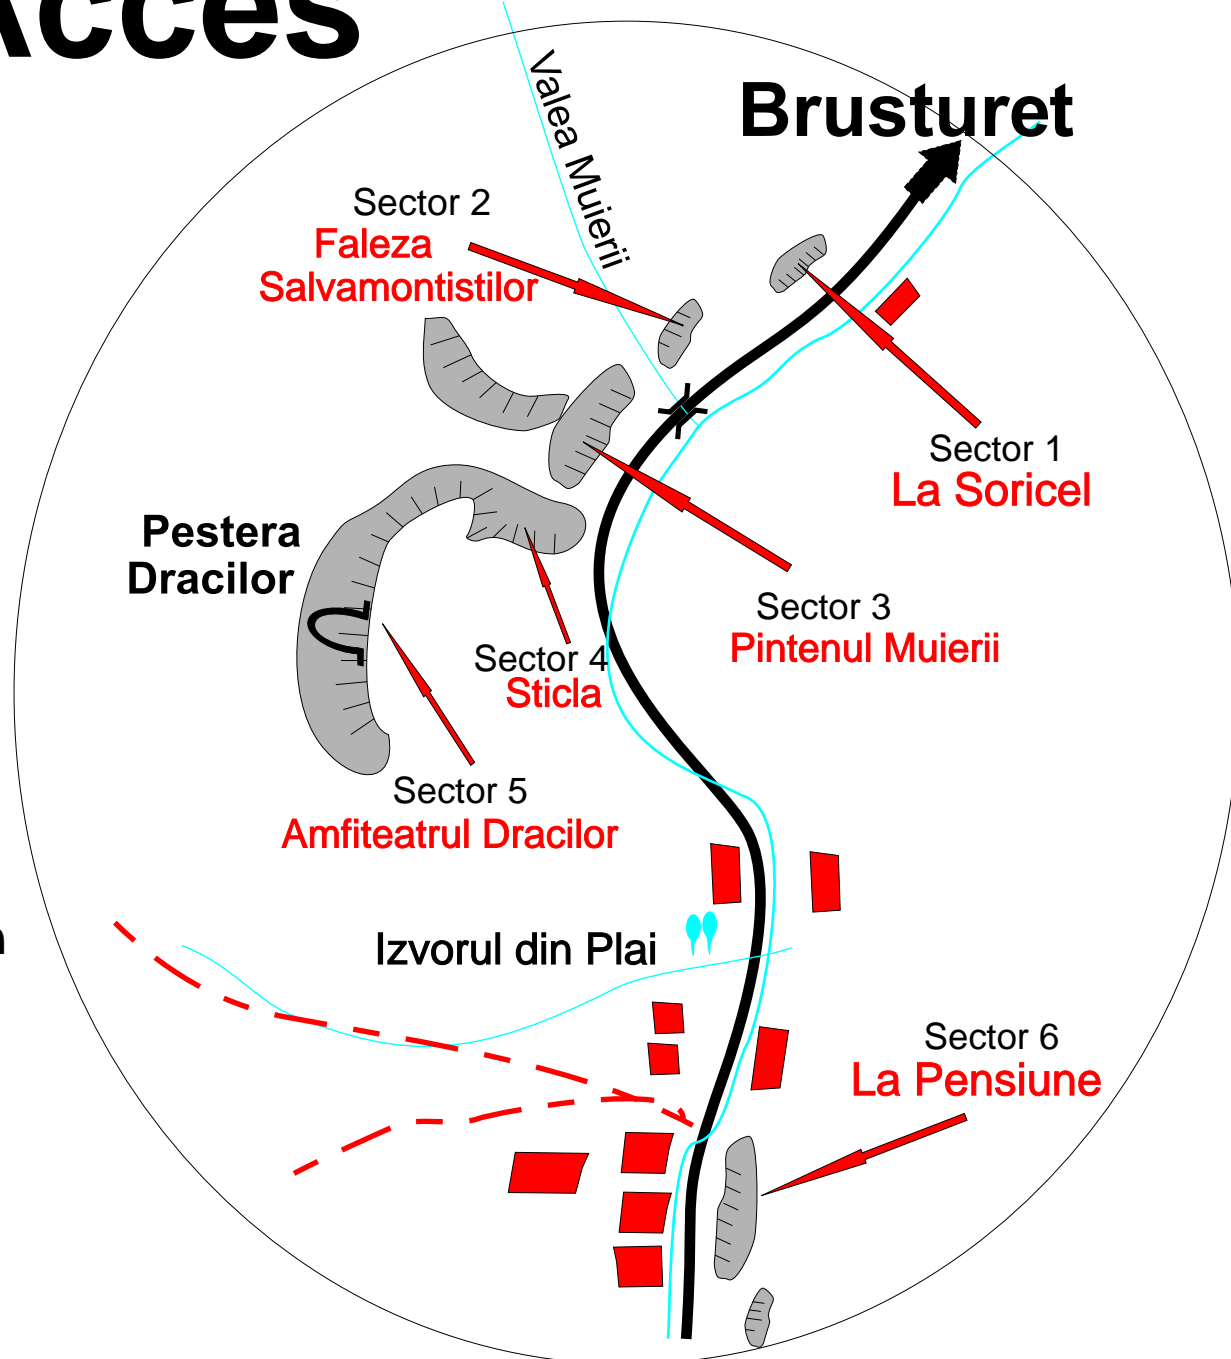 Acces
Brusturet
Valea Muierii
Sector 2
Faleza
Salvamontistilor
Sector 1
La Soricel
Pestera
Dracilor
Sector 3
Pintenul Muierii
Sector 4
Sticla
Sector 5
Amfiteatrul Dracilor
Izvorul din Plai
Sector 6
La Pensiune